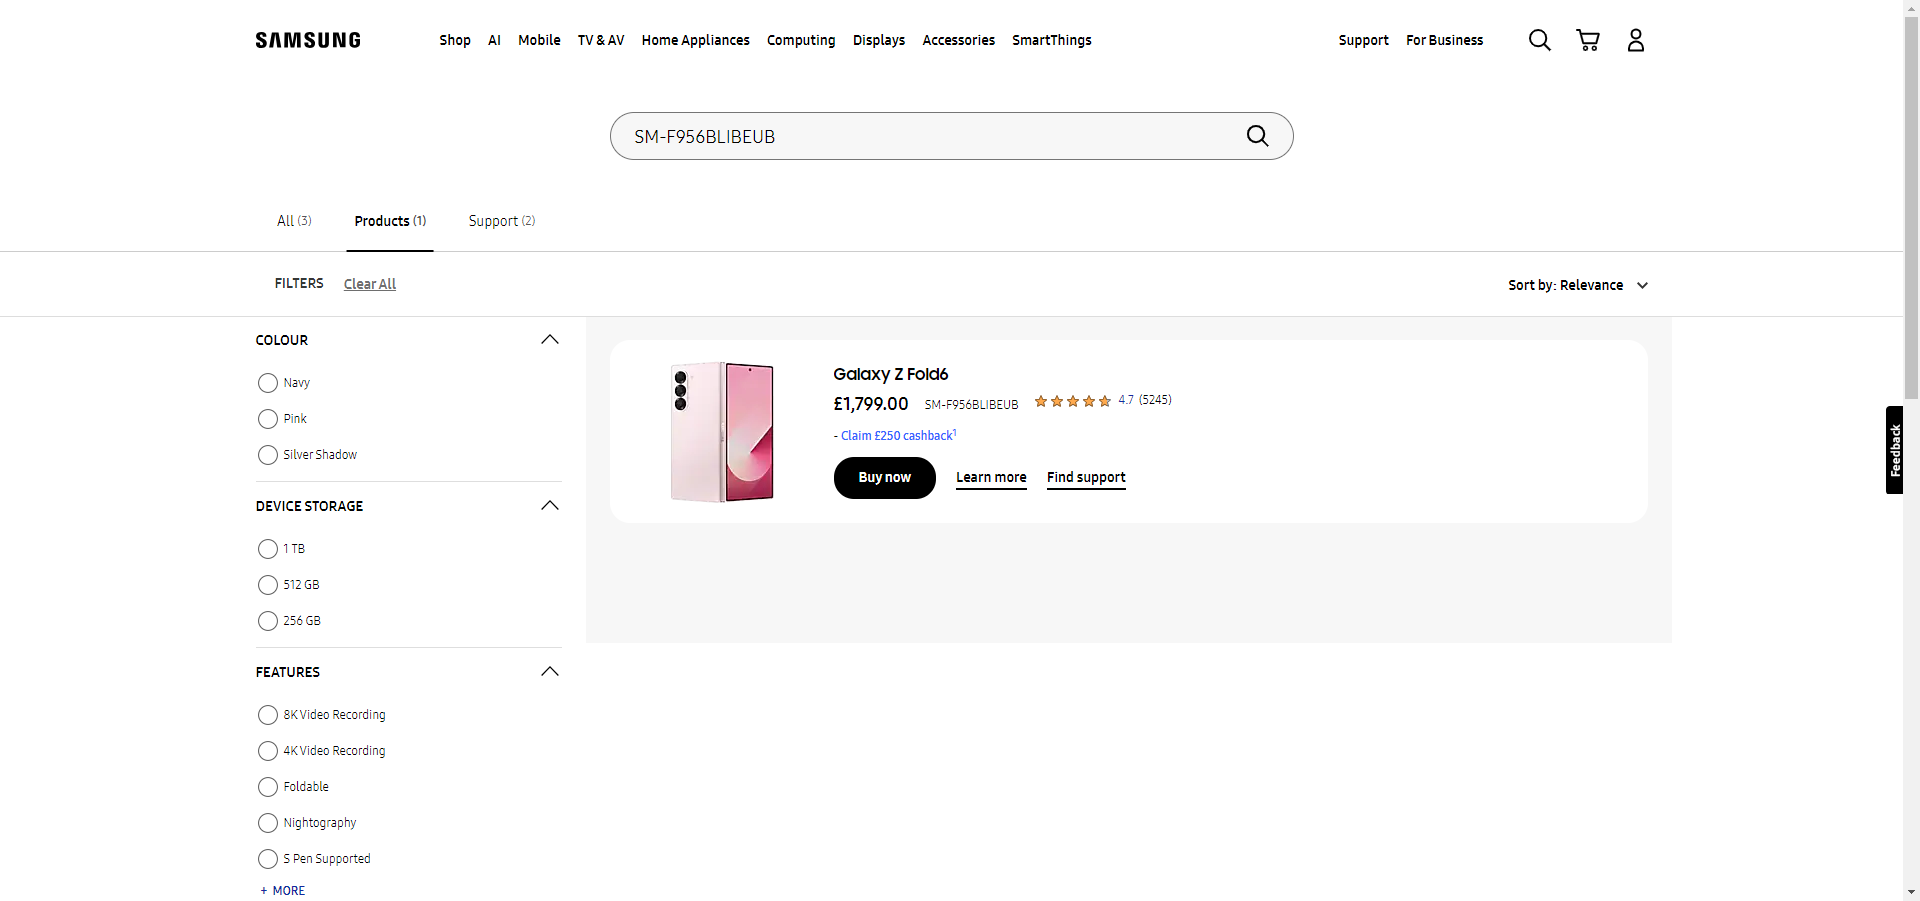 SAMSUNG
Shop AI Mobile TV & AV Home Appliances Computing Displays Accessories SmartThings Support For Business
SM-F956BLIBEUB
All (3) Products (1) Support (2)
FILTERS Clear All Sort by: Relevance
COLOUR
Navy
Pink
Silver Shadow
DEVICE STORAGE
1 TB
512 GB
256 GB
FEATURES
8K Video Recording
4K Video Recording
Foldable
Nightography
S Pen Supported
+ MORE
Galaxy Z Fold6
£1,799.00 SM-F956BLIBEUB 4.7 (5245)
- Claim £250 cashback¹
Buy now Learn more Find support
Feedback